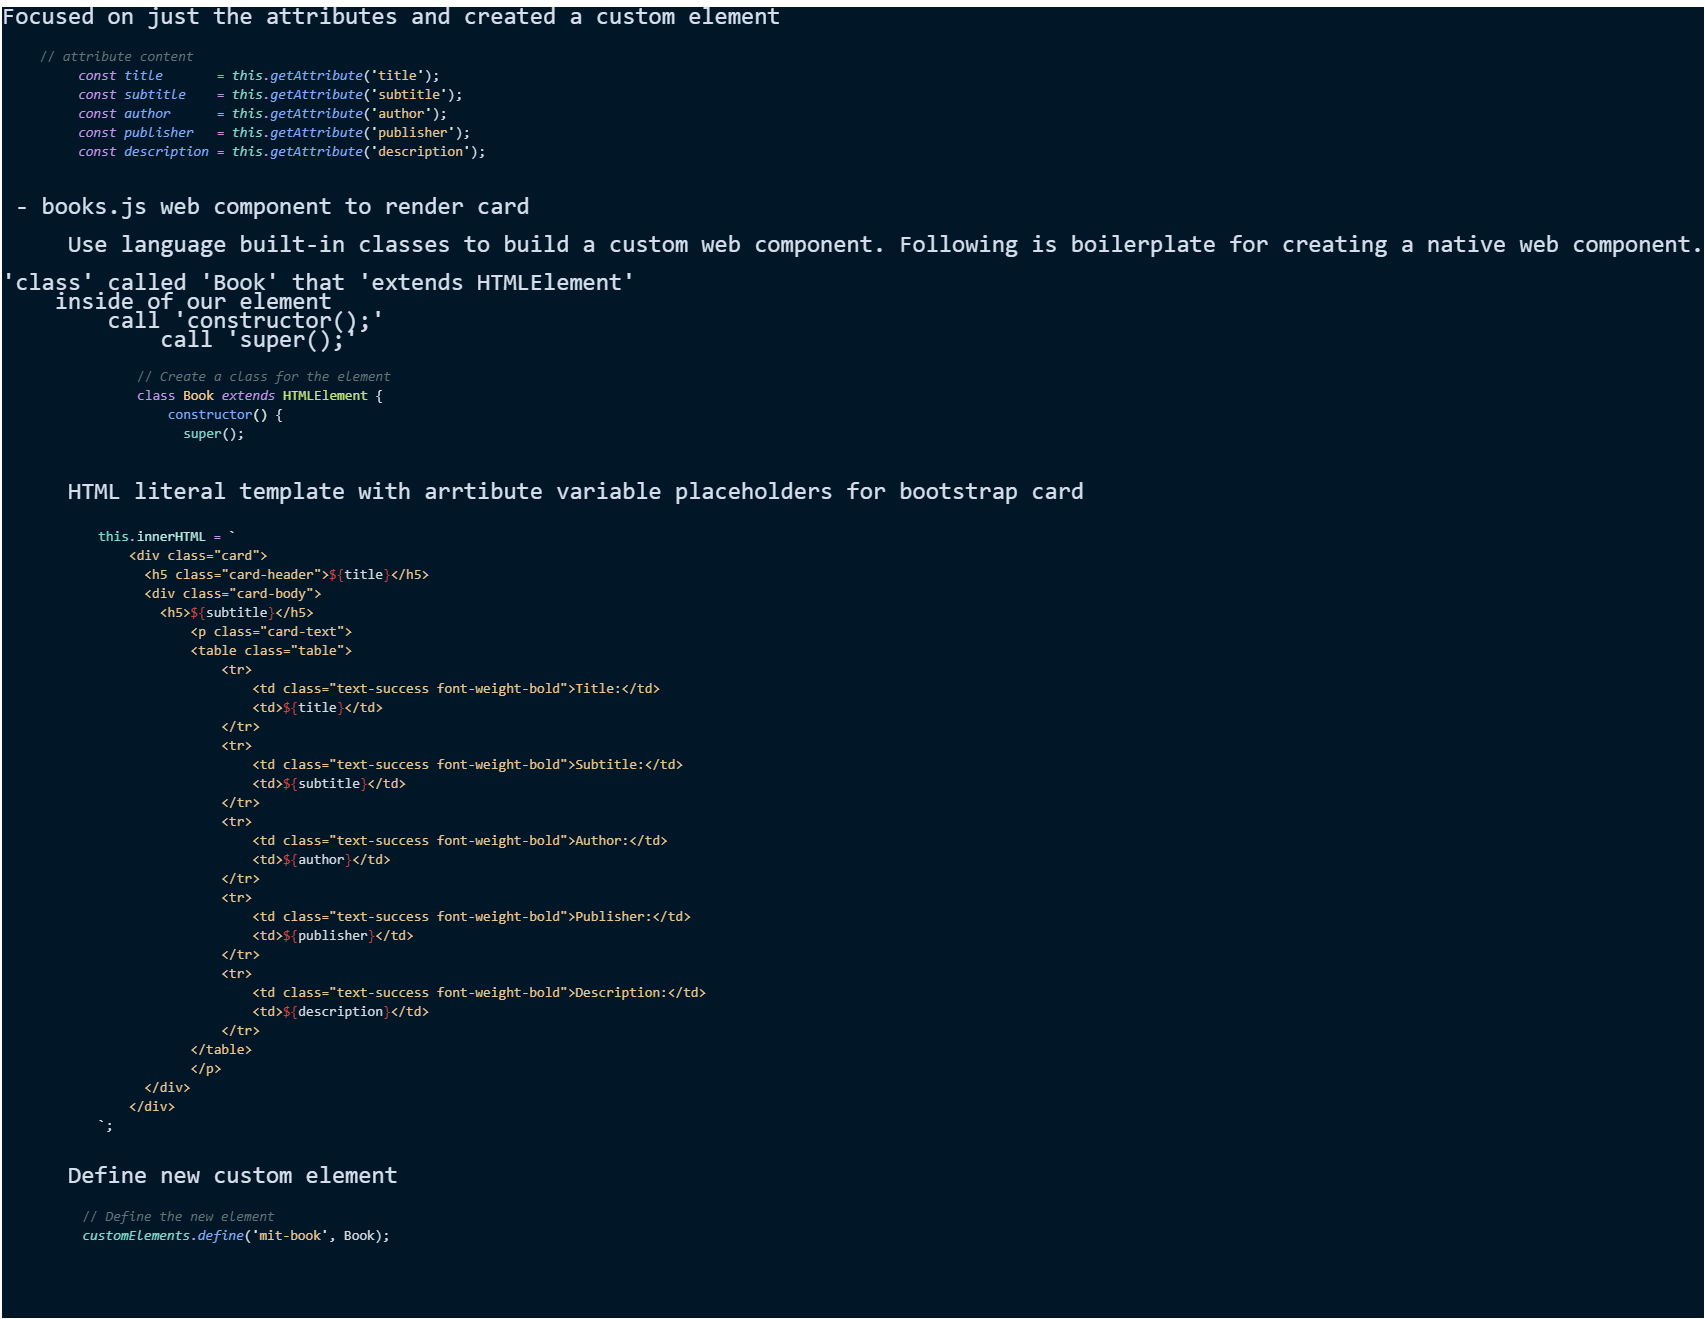 Focused on just the attributes and created a custom element
// attribute content
const title       = this.getAttribute('title');
const subtitle    = this.getAttribute('subtitle');
const author      = this.getAttribute('author');
const publisher   = this.getAttribute('publisher');
const description = this.getAttribute('description');
- books.js web component to render card
Use language built-in classes to build a custom web component. Following is boilerplate for creating a native web component.
'class' called 'Book' that 'extends HTMLElement'
inside of our element
call 'constructor();'
call 'super();'
// Create a class for the element
class Book extends HTMLElement {
constructor() {
super();
HTML literal template with arrtibute variable placeholders for bootstrap card
this.innerHTML = `
<div class="card">
<h5 class="card-header">${title}</h5>
<div class="card-body">
<h5>${subtitle}</h5>
<p class="card-text">
<table class="table">
<tr>
<td class="text-success font-weight-bold">Title:</td>
<td>${title}</td>
</tr>
<tr>
<td class="text-success font-weight-bold">Subtitle:</td>
<td>${subtitle}</td>
</tr>
<tr>
<td class="text-success font-weight-bold">Author:</td>
<td>${author}</td>
</tr>
<tr>
<td class="text-success font-weight-bold">Publisher:</td>
<td>${publisher}</td>
</tr>
<tr>
<td class="text-success font-weight-bold">Description:</td>
<td>${description}</td>
</tr>
</table>
</p>
</div>
</div>
`;
Define new custom element
// Define the new element
customElements.define('mit-book', Book);